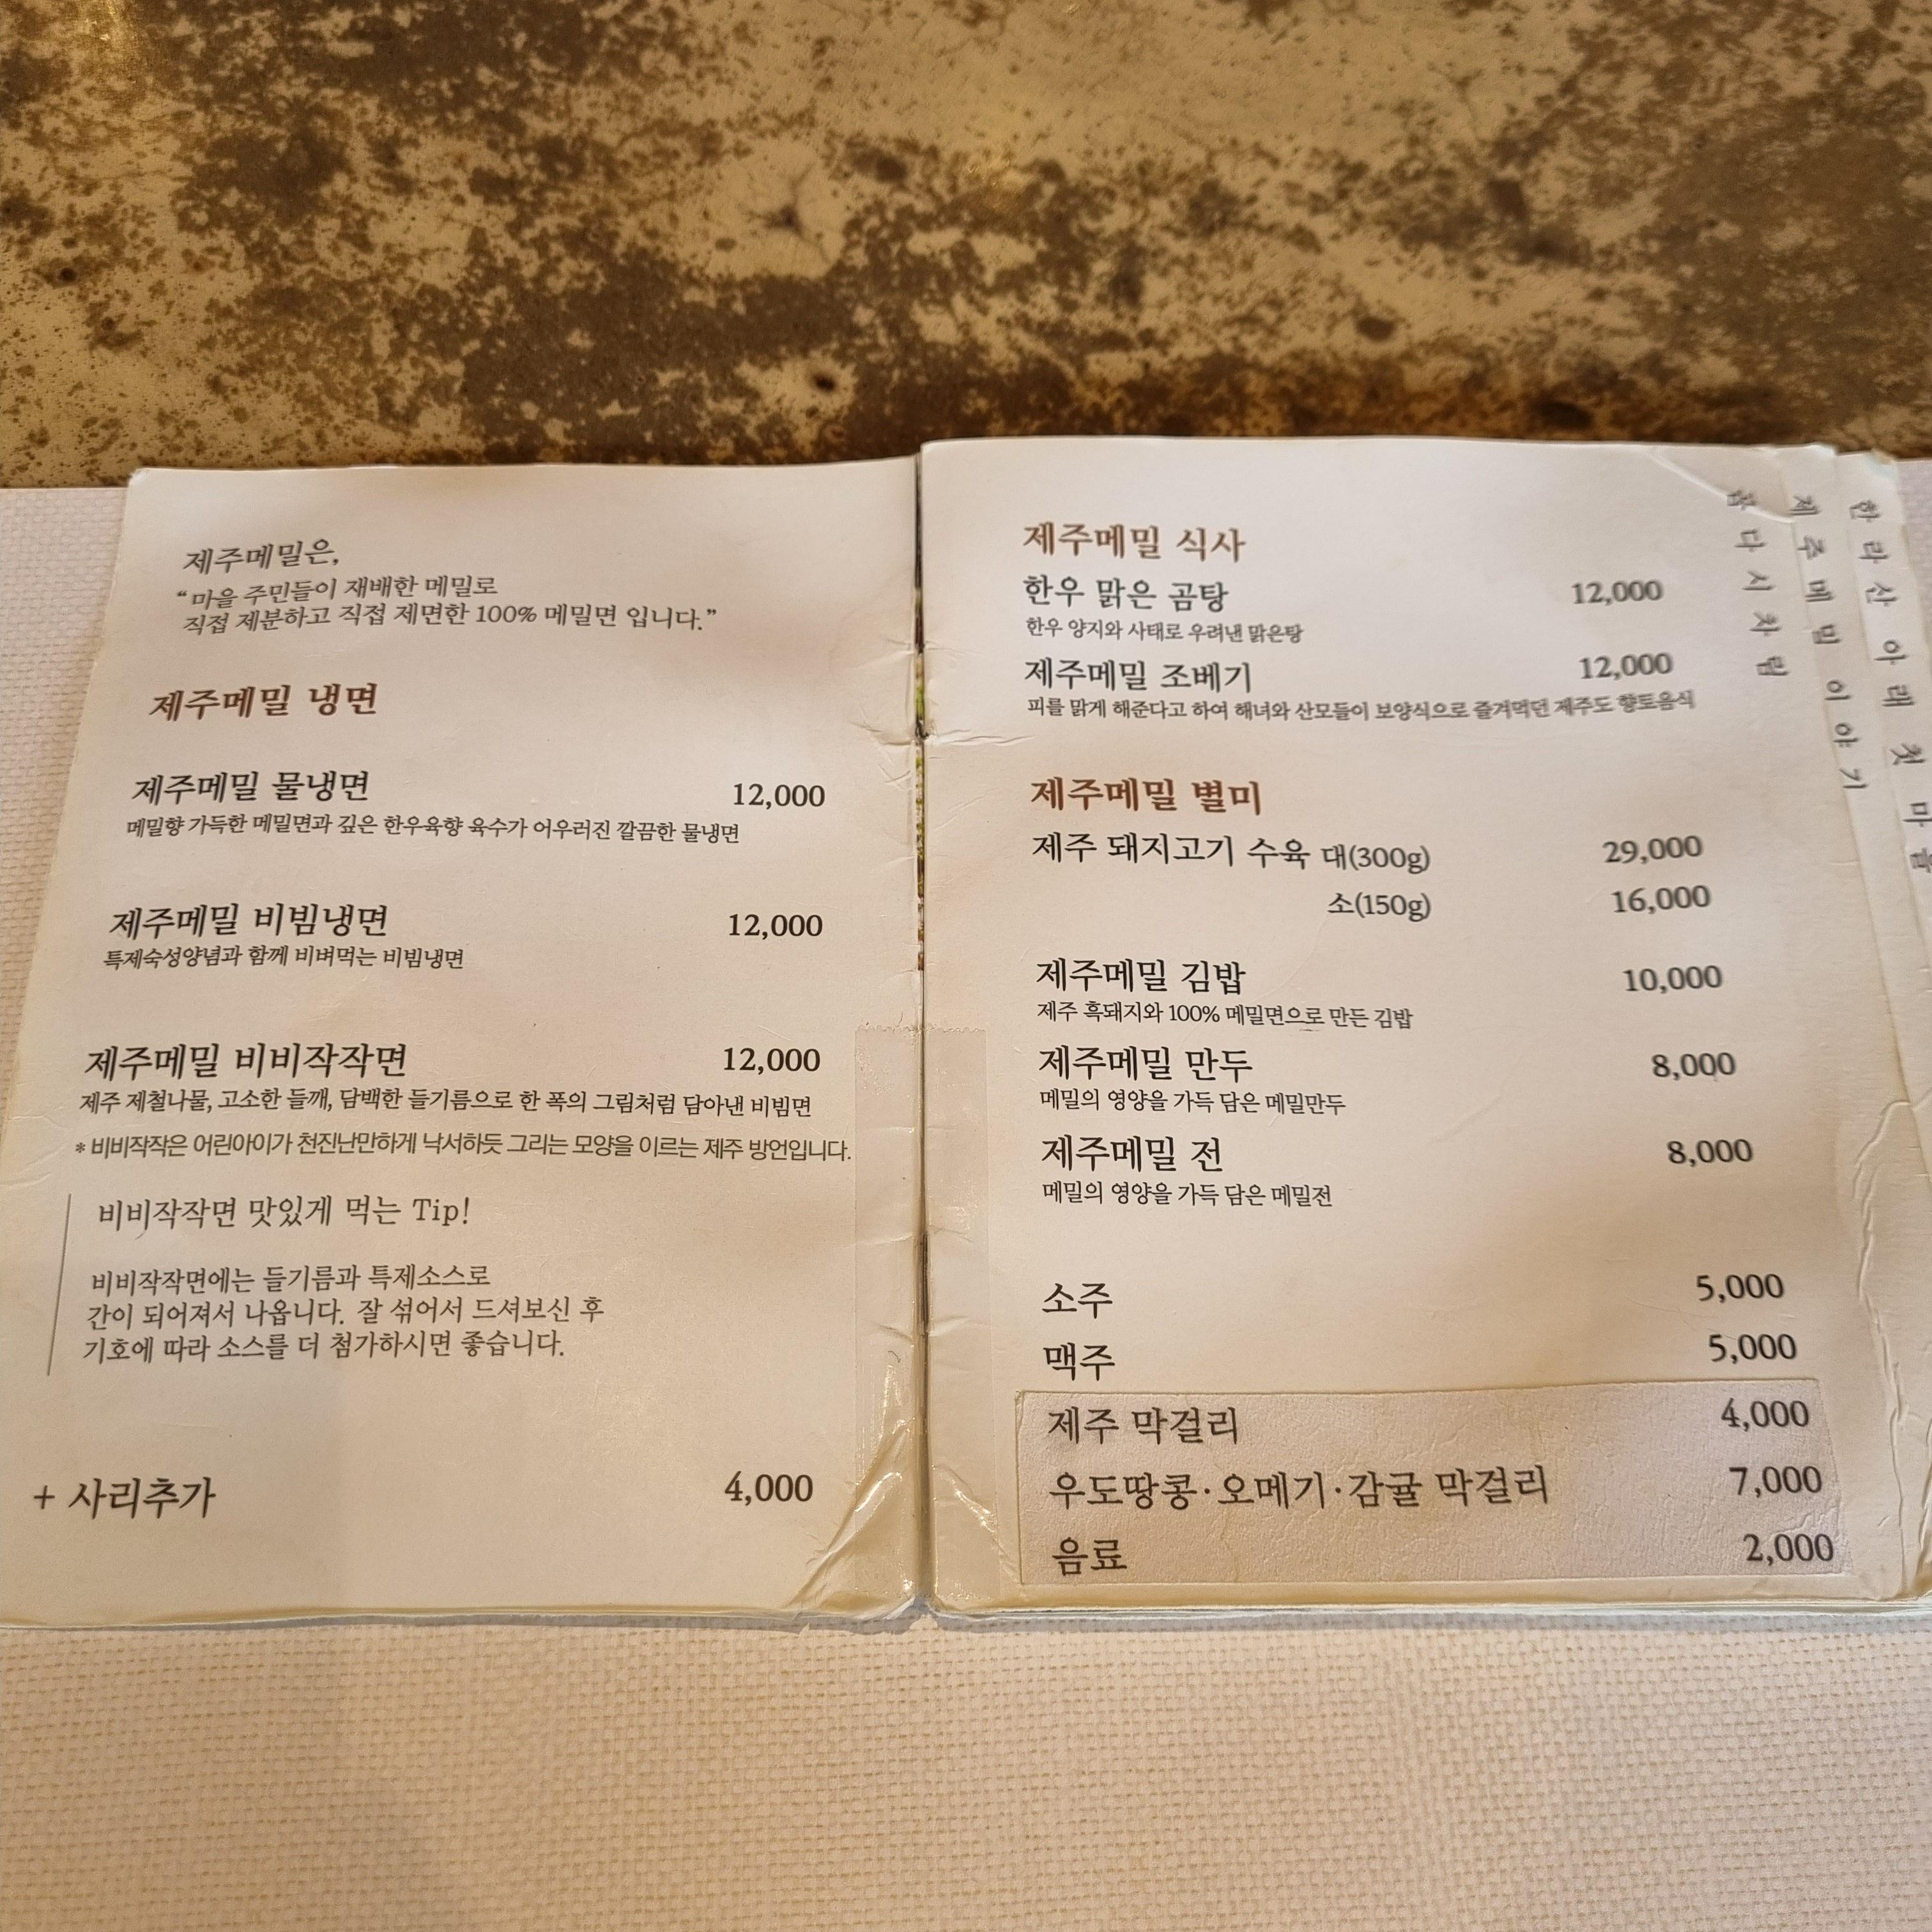 제주메밀은,
“마을 주민들이 재배한 메밀로
직접 제분하고 직접 제면한 100% 메밀면 입니다.”
제주메밀 냉면
제주메밀 물냉면 12,000
메밀향 가득한 메밀면과 깊은 한우육향 육수가 어우러진 깔끔한 물냉면
제주메밀 비빔냉면 12,000
특제숙성양념과 함께 비벼먹는 비빔냉면
제주메밀 비비작작면 12,000
제주 제철나물, 고소한 들깨, 담백한 들기름으로 한 폭의 그림처럼 담아낸 비빔면
* 비비작작은 어린아이가 천진난만하게 낙서하듯 그리는 모양을 이르는 제주 방언입니다.
비비작작면 맛있게 먹는 Tip!
비비작작면에는 들기름과 특제소스로
간이 되어져서 나옵니다. 잘 섞어서 드셔보신 후
기호에 따라 소스를 더 첨가하시면 좋습니다.
+ 사리추가 4,000
제주메밀 식사
한우 맑은 곰탕 12,000
한우 양지와 사태로 우려낸 맑은탕
제주메밀 조베기 12,000
피를 맑게 해준다고 하여 해녀와 산모들이 보양식으로 즐겨먹던 제주도 향토음식
제주메밀 별미
제주 돼지고기 수육 대(300g) 29,000
소(150g) 16,000
제주메밀 김밥 10,000
제주 흑돼지와 100% 메밀면으로 만든 김밥
제주메밀 만두 8,000
메밀의 영양을 가득 담은 메밀만두
제주메밀 전 8,000
메밀의 영양을 가득 담은 메밀전
소주 5,000
맥주 5,000
제주 막걸리 4,000
우도땅콩·오메기·감귤 막걸리 7,000
음료 2,000
한라산 아래 첫 마을
제주메밀 이야기
다시차림